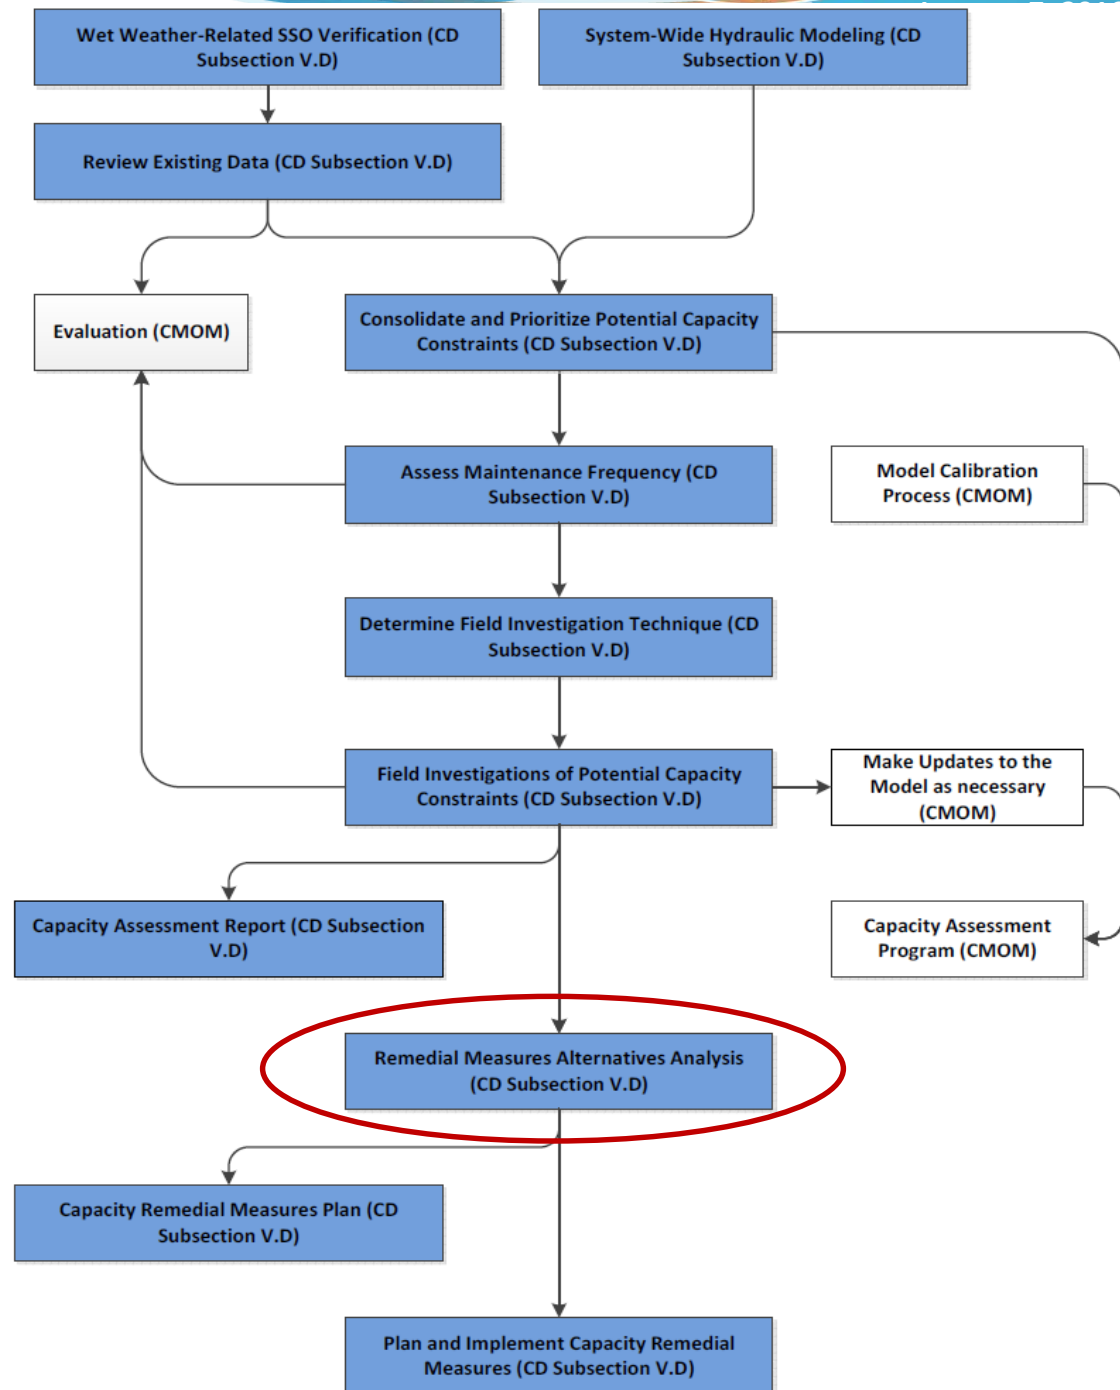 Wet Weather-Related SSO Verification (CD
Subsection V.D)
System-Wide Hydraulic Modeling (CD
Subsection V.D)
Review Existing Data (CD Subsection V.D)
Evaluation (CMOM)
Consolidate and Prioritize Potential Capacity
Constraints (CD Subsection V.D)
Assess Maintenance Frequency (CD
Subsection V.D)
Model Calibration
Process (CMOM)
Determine Field Investigation Technique (CD
Subsection V.D)
Field Investigations of Potential Capacity
Constraints (CD Subsection V.D)
Make Updates to the
Model as necessary
(CMOM)
Capacity Assessment Report (CD Subsection
V.D)
Capacity Assessment
Program (CMOM)
Remedial Measures Alternatives Analysis
(CD Subsection V.D)
Capacity Remedial Measures Plan (CD
Subsection V.D)
Plan and Implement Capacity Remedial
Measures (CD Subsection V.D)